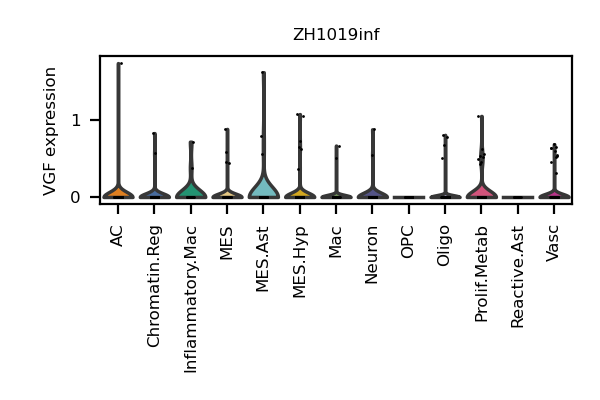 ZH1019inf
VGF expression
1
0
AC
Chromatin.Reg
Inflammatory.Mac
MES
MES.Ast
MES.Hyp
Mac
Neuron
OPC
Oligo
Prolif.Metab
Reactive.Ast
Vasc